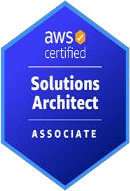 aws
certified
Solutions
Architect
ASSOCIATE